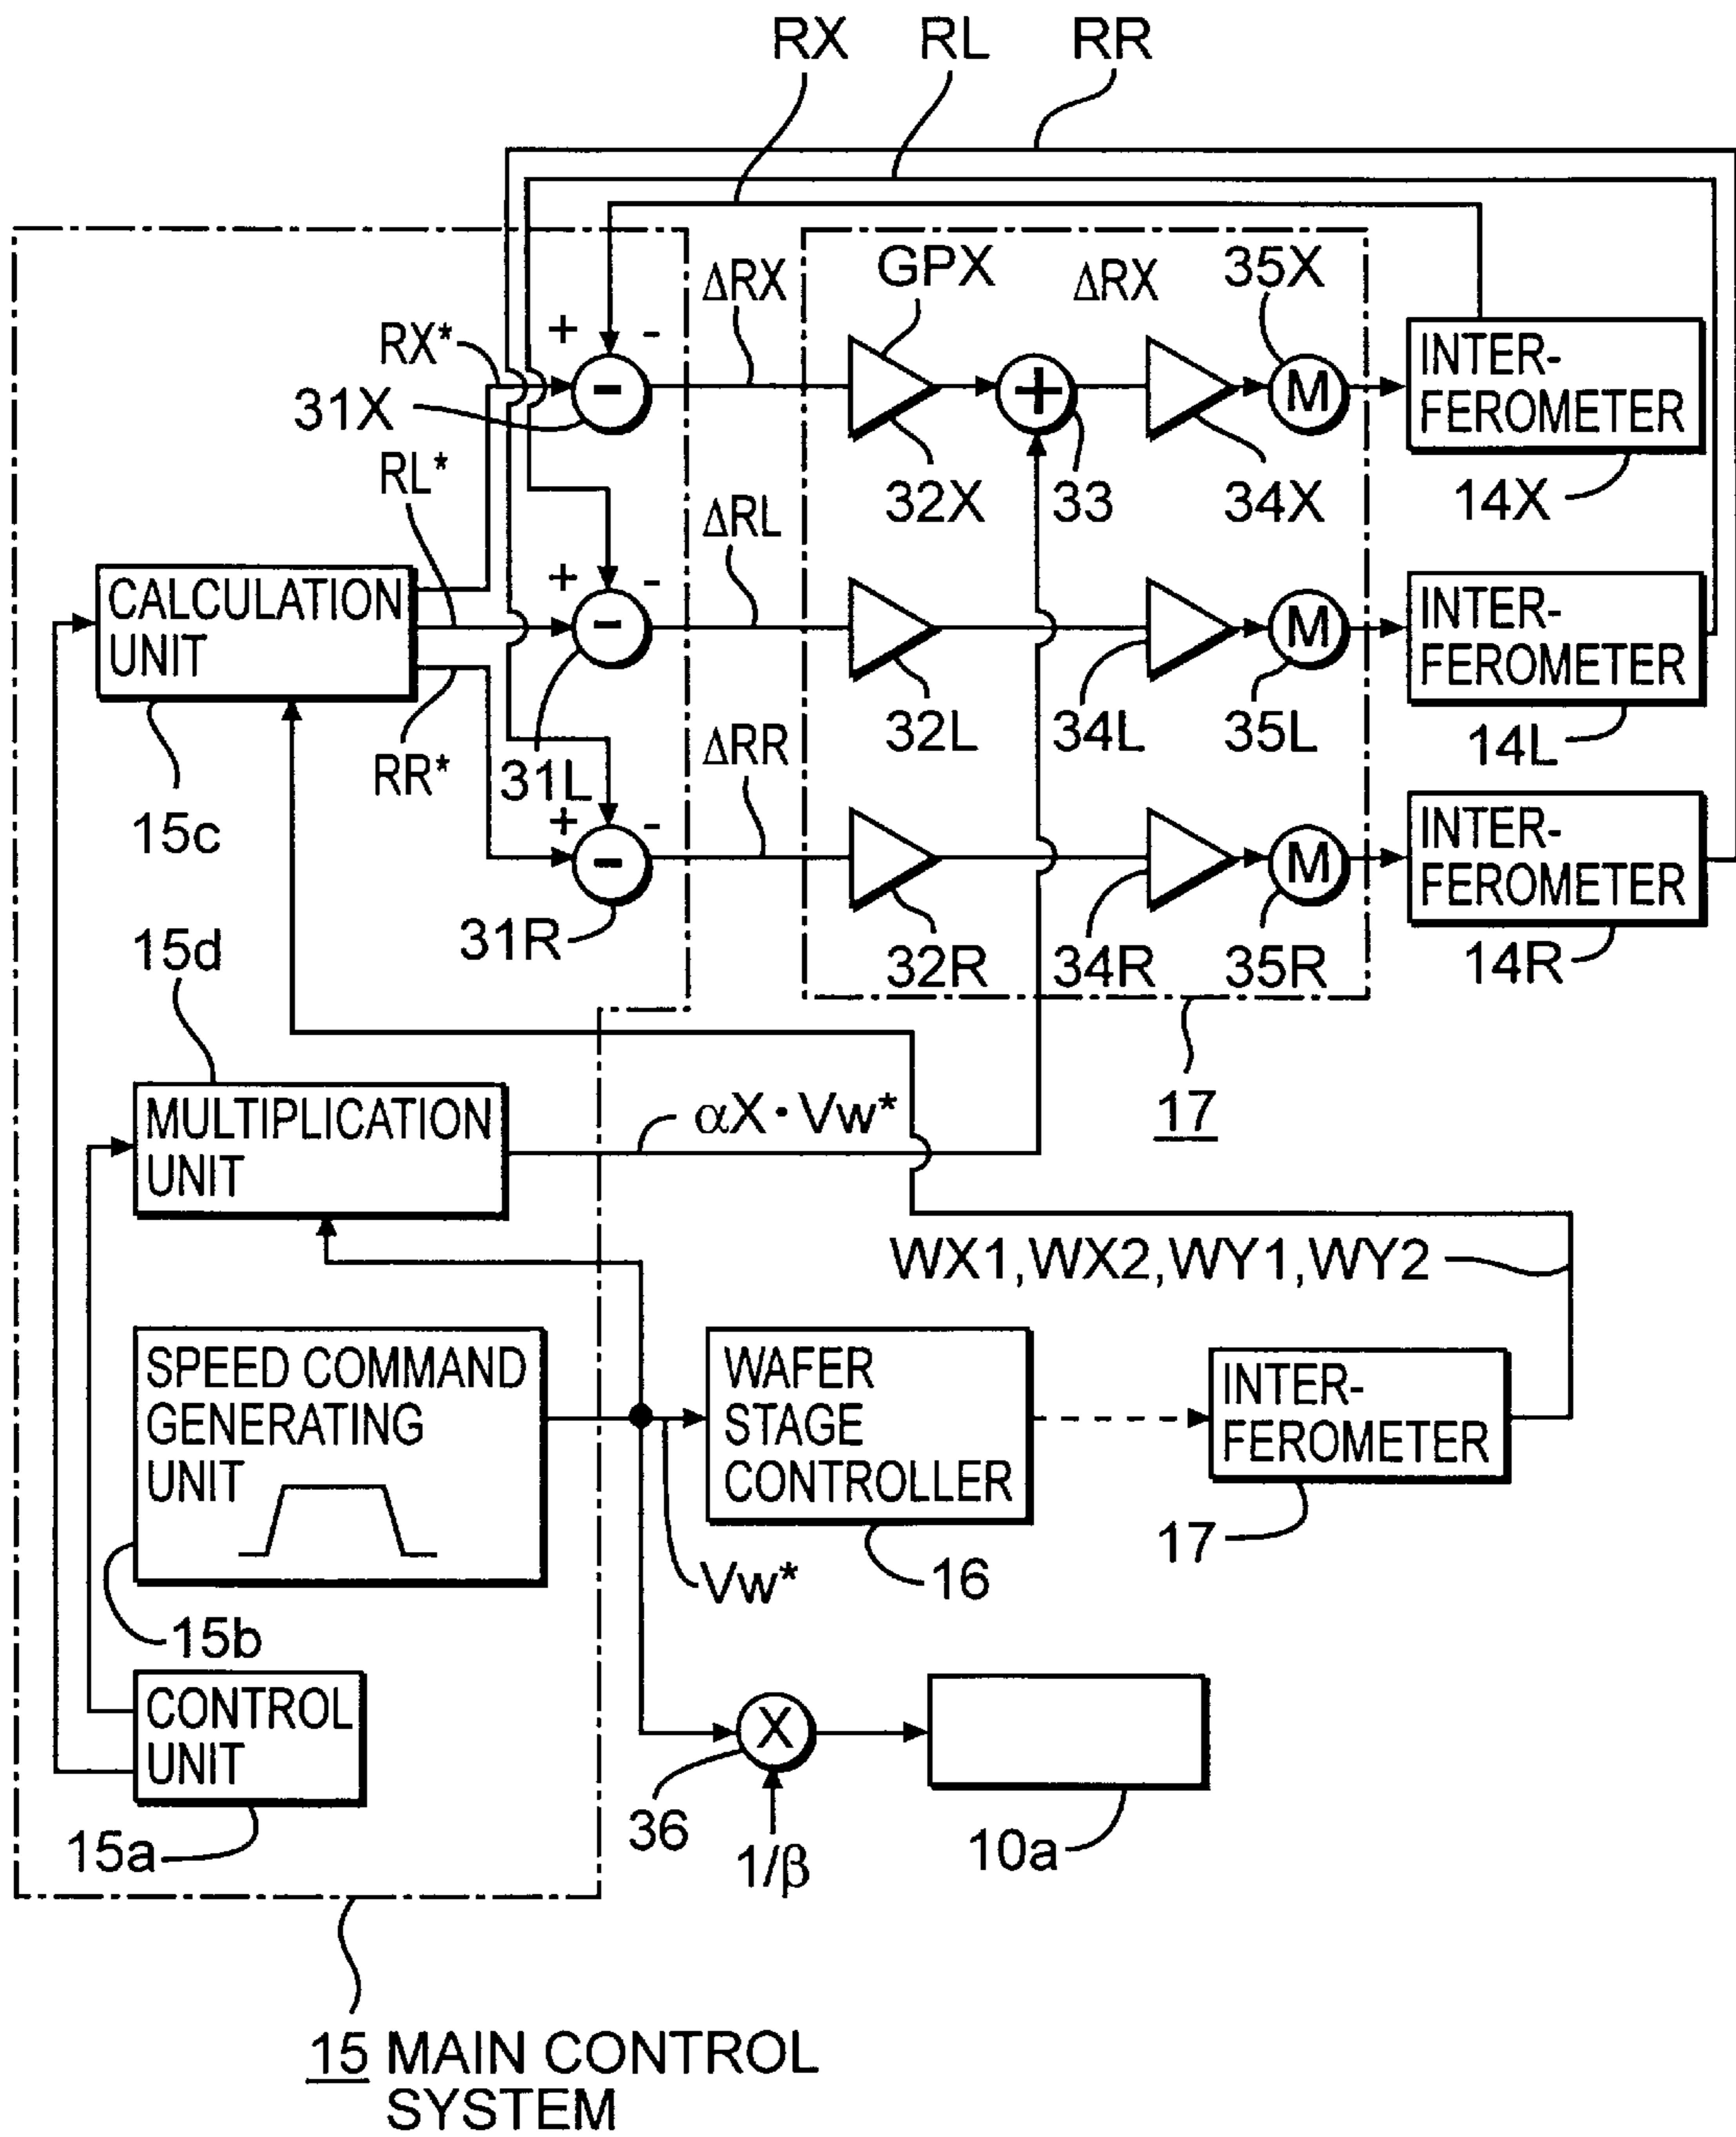 RX RL RR
ΔRX GPX ΔRX 35X
+ -
RX* - + M INTER-
FEROMETER
31X
RL* 32X 33 34X 14X
ΔRL
+ -
CALCULATION
UNIT
- M INTER-
FEROMETER
32L 34L 35L 14L
RR* 31L ΔRR
15c + -
- M INTER-
FEROMETER
31R 32R 34R 35R 14R
15d
17
MULTIPLICATION
UNIT
αX·Vw*
WX1,WX2,WY1,WY2
SPEED COMMAND
GENERATING
UNIT
WAFER
STAGE
CONTROLLER
INTER-
FEROMETER
17
16
Vw*
15b
CONTROL
UNIT
X
36
15a 1/β 10a
15 MAIN CONTROL
SYSTEM